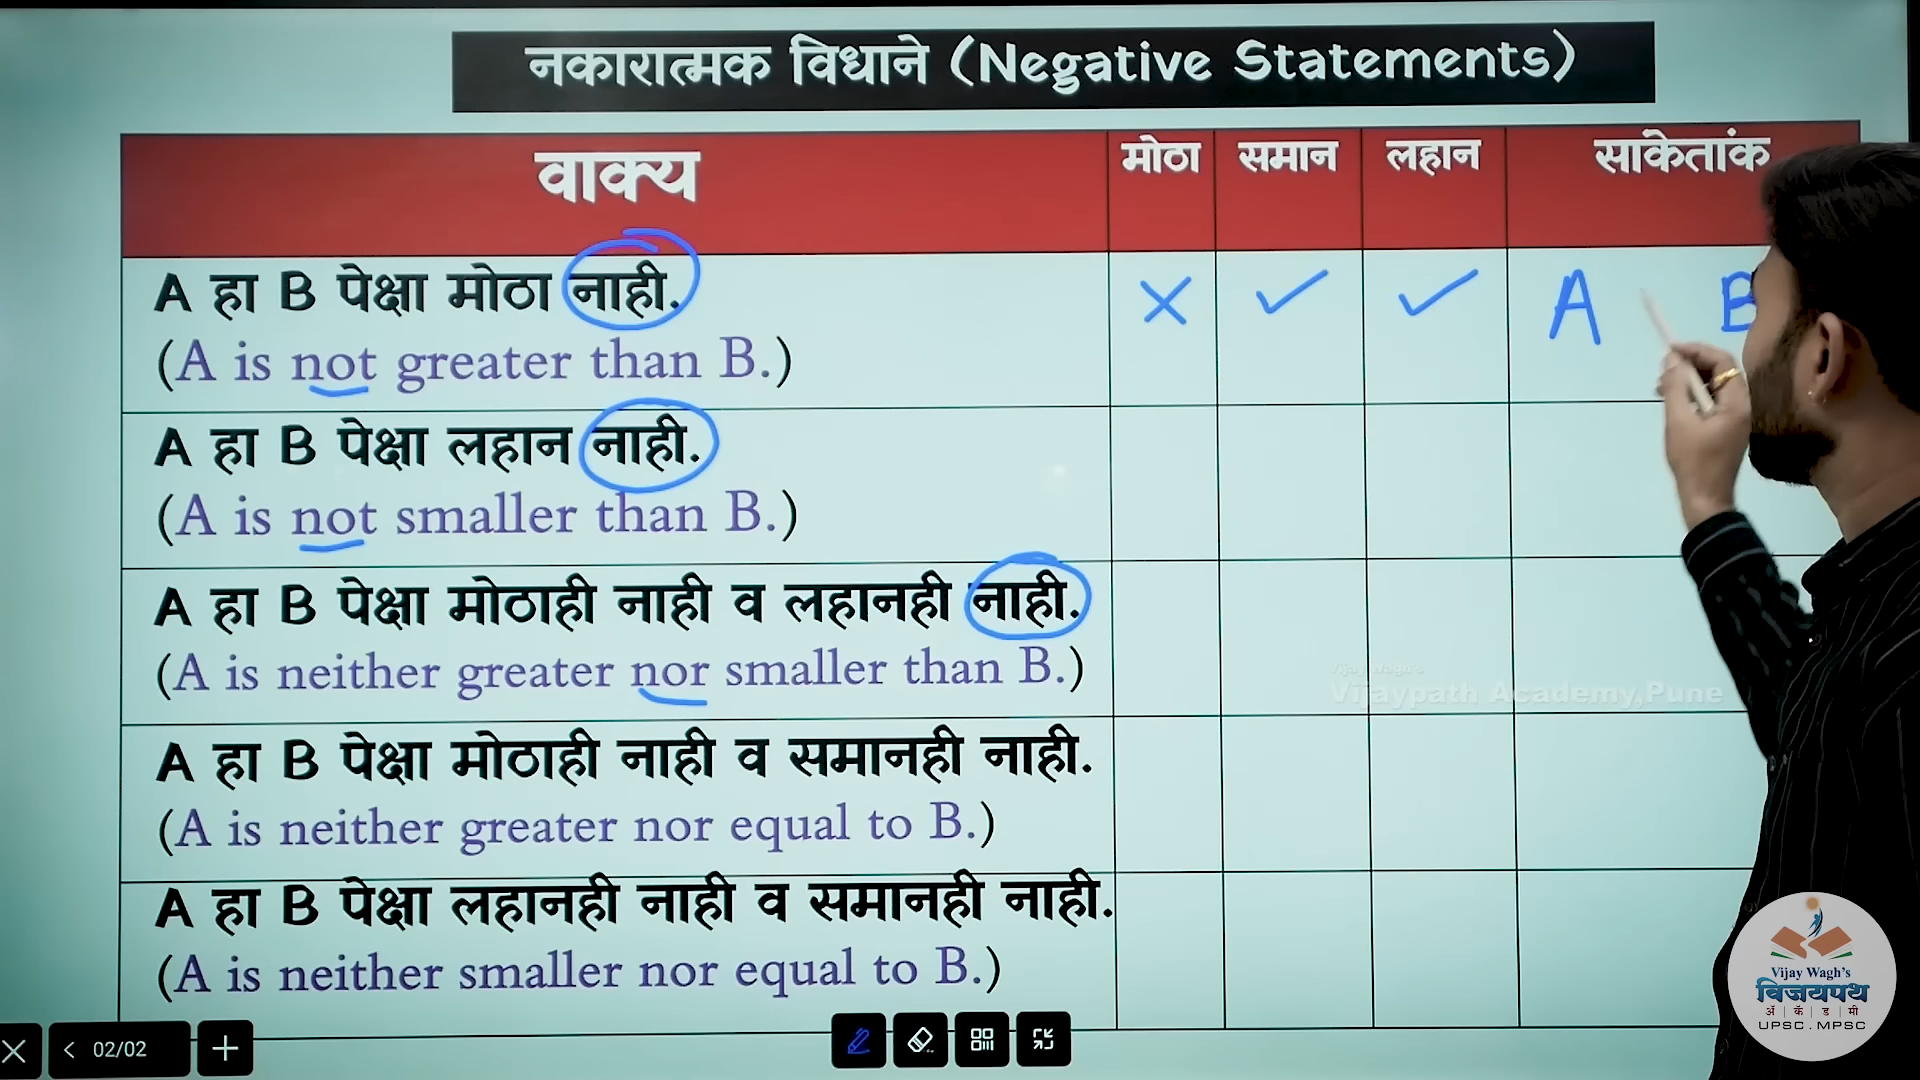 नकारात्मक विधाने (Negative Statements)
वाक्य मोठा समान लहान सांकेतांक
A हा B पेक्षा मोठा नाही. × ✓ ✓ A B
(A is not greater than B.)
A हा B पेक्षा लहान नाही.
(A is not smaller than B.)
A हा B पेक्षा मोठाही नाही व लहानही नाही.
(A is neither greater nor smaller than B.)
Vijay Wagh's
Vijaypath Academy,Pune
A हा B पेक्षा मोठाही नाही व समानही नाही.
(A is neither greater nor equal to B.)
A हा B पेक्षा लहानही नाही व समानही नाही.
(A is neither smaller nor equal to B.)
Vijay Wagh's
विजयपथ
अॅ | कॅ | ड | मी
UPSC . MPSC
02/02